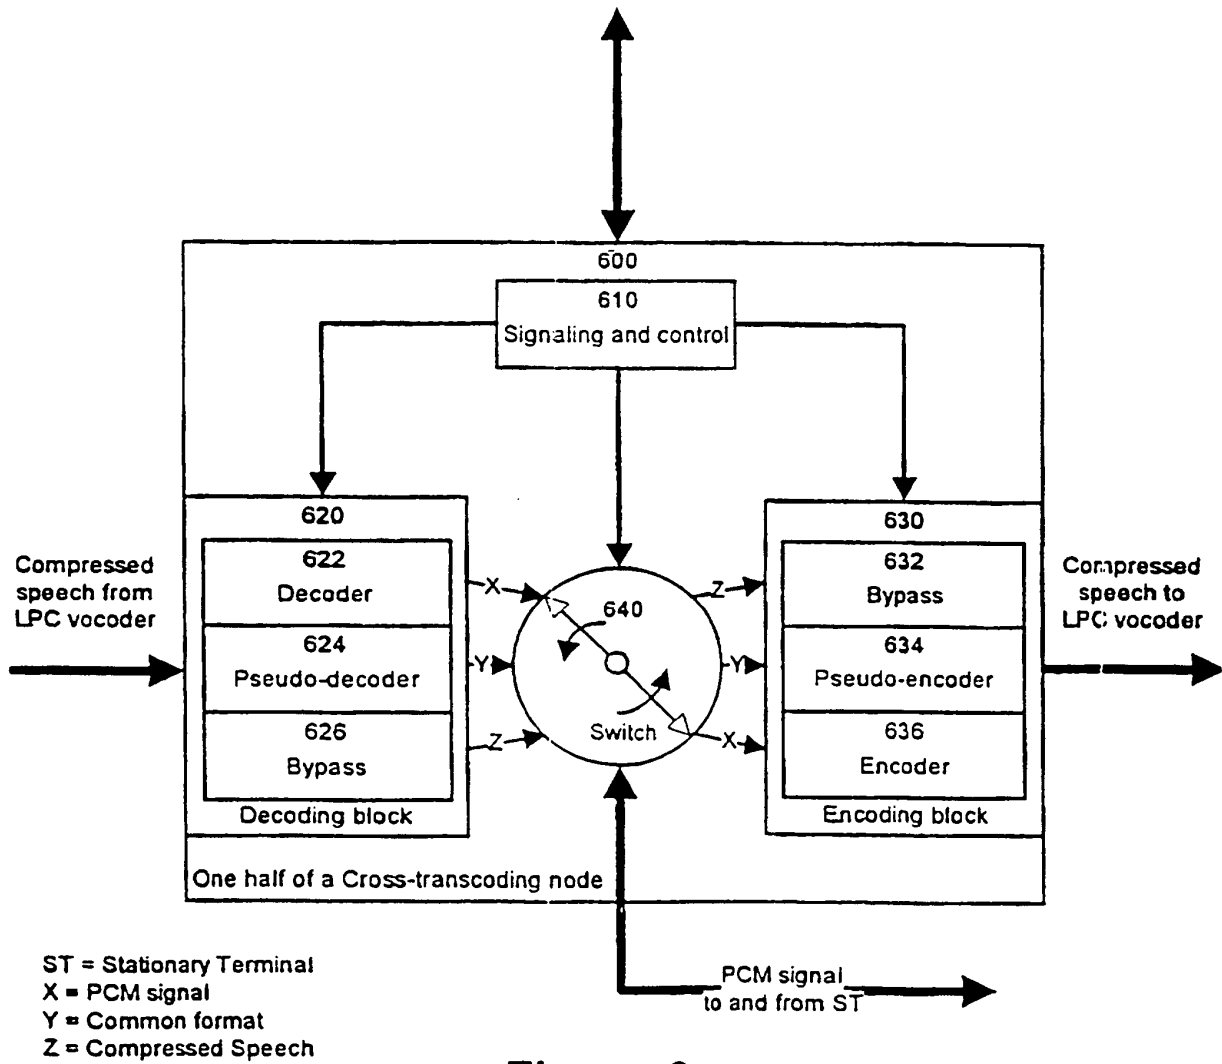 600
610
Signaling and control
620
622
Decoder
624
Pseudo-decoder
626
Bypass
Decoding block
Compressed
speech from
LPC vocoder
X
Y
Z
640
Switch
Z
Y
X
630
632
Bypass
634
Pseudo-encoder
636
Encoder
Encoding block
Compressed
speech to
LPC vocoder
One half of a Cross-transcoding node
PCM signal
to and from ST
ST = Stationary Terminal
X = PCM signal
Y = Common format
Z = Compressed Speech